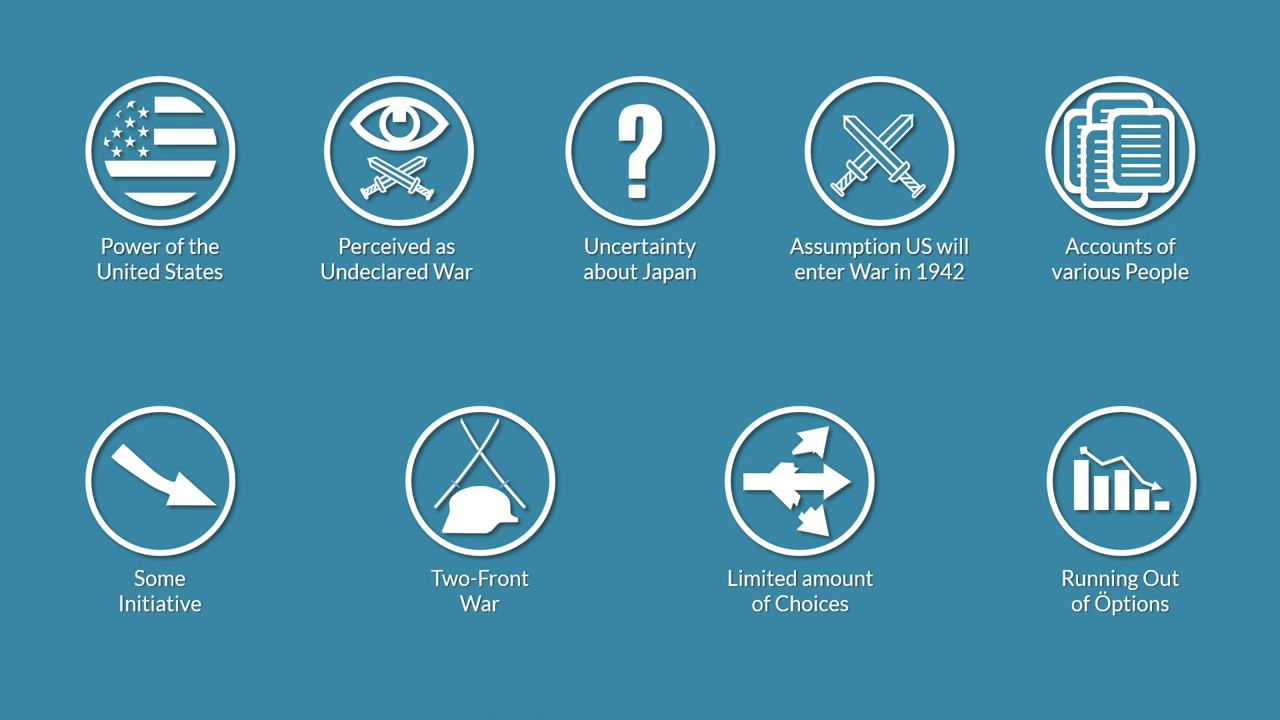 Power of the
United States
Perceived as
Undeclared War
Uncertainty
about Japan
Assumption US will
enter War in 1942
Accounts of
various People
Some
Initiative
Two-Front
War
Limited amount
of Choices
Running Out
of Öptions